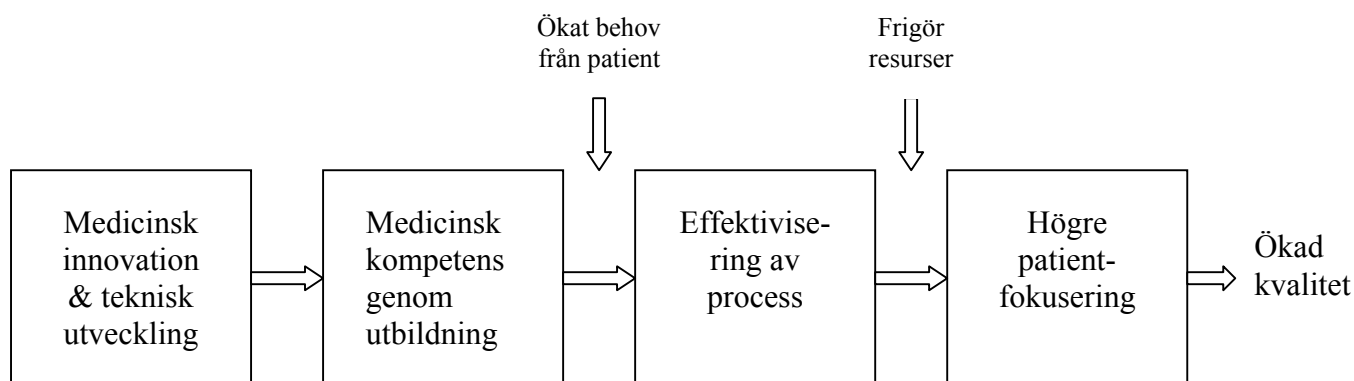 Ökat behov
från patient
Frigör
resurser
Medicinsk
innovation
& teknisk
utveckling
Medicinsk
kompetens
genom
utbildning
Effektivise-
ring av
process
Högre
patient-
fokusering
Ökad
kvalitet